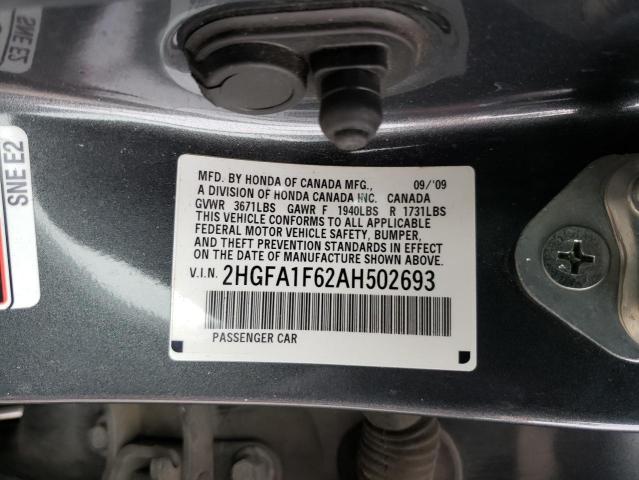 SNE E2
SNE E2
MFD. BY HONDA OF CANADA MFG., 09/'09
A DIVISION OF HONDA CANADA INC. CANADA
GVWR 3671LBS GAWR F 1940LBS R 1731LBS
THIS VEHICLE CONFORMS TO ALL APPLICABLE
FEDERAL MOTOR VEHICLE SAFETY, BUMPER,
AND THEFT PREVENTION STANDARDS IN EFFECT
ON THE DATE OF MANUFACTURE SHOWN ABOVE.
V.I.N. 2HGFA1F62AH502693
PASSENGER CAR